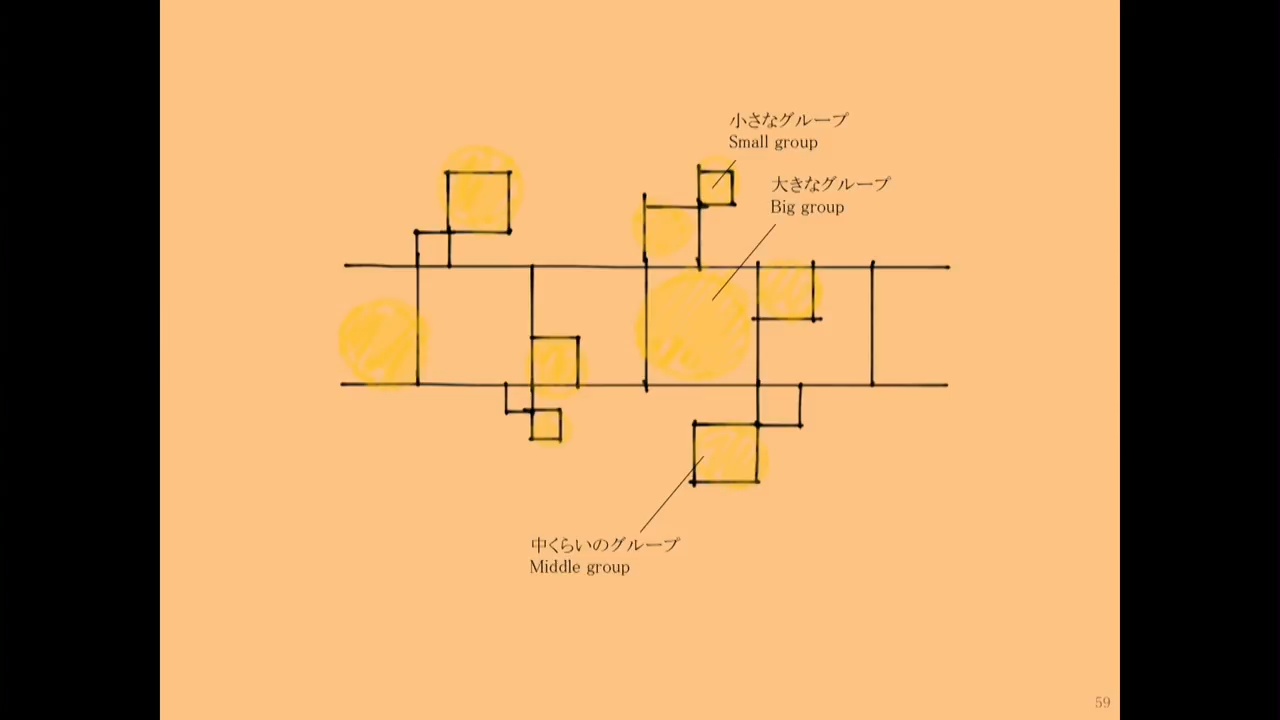 小さなグループ
Small group
大きなグループ
Big group
中くらいのグループ
Middle group
59